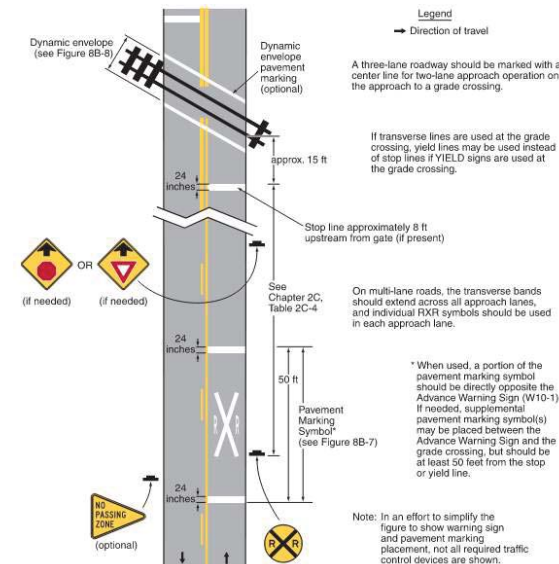 Legend
Direction of travel
Dynamic envelope
(see Figure 8B-8)
Dynamic
envelope
pavement
marking
(optional)
A three-lane roadway should be marked with a
center line for two-lane approach operation on
the approach to a grade crossing.
If transverse lines are used at the grade
crossing, yield lines may be used instead
of stop lines if YIELD signs are used at
the grade crossing.
approx. 15 ft
24
inches
Stop line approximately 8 ft
upstream from gate (if present)
OR
(if needed)
(if needed)
See
Chapter 2C,
Table 2C-4
On multi-lane roads, the transverse bands
should extend across all approach lanes,
and individual RXR symbols should be used
in each approach lane.
24
inches
50 ft
Pavement
Marking
Symbol*
(see Figure 8B-7)
* When used, a portion of the
pavement marking symbol
should be directly opposite the
Advance Warning Sign (W10-1).
If needed, supplemental
pavement marking symbol(s)
may be placed between the
Advance Warning Sign and the
grade crossing, but should be
at least 50 feet from the stop
or yield line.
24
inches
NO
PASSING
ZONE
(optional)
R R
R R
Note: In an effort to simplify the
figure to show warning sign
and pavement marking
placement, not all required traffic
control devices are shown.